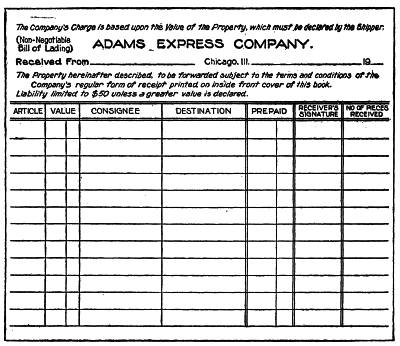 The Company's Charge is based upon the Value of the Property, which must be declared by the Shipper.
(Non-Negotiable
Bill of Lading)
ADAMS EXPRESS COMPANY.
Received From Chicago. Ill. 19
The Property hereinafter described, to be forwarded subject to the terms and conditions of the
Company's regular form of receipt printed on inside front cover of this book.
Liability limited to $50 unless a greater value is declared.
ARTICLE VALUE CONSIGNEE DESTINATION PREPAID RECEIVER'S SIGNATURE NO OF PIECES RECEIVED